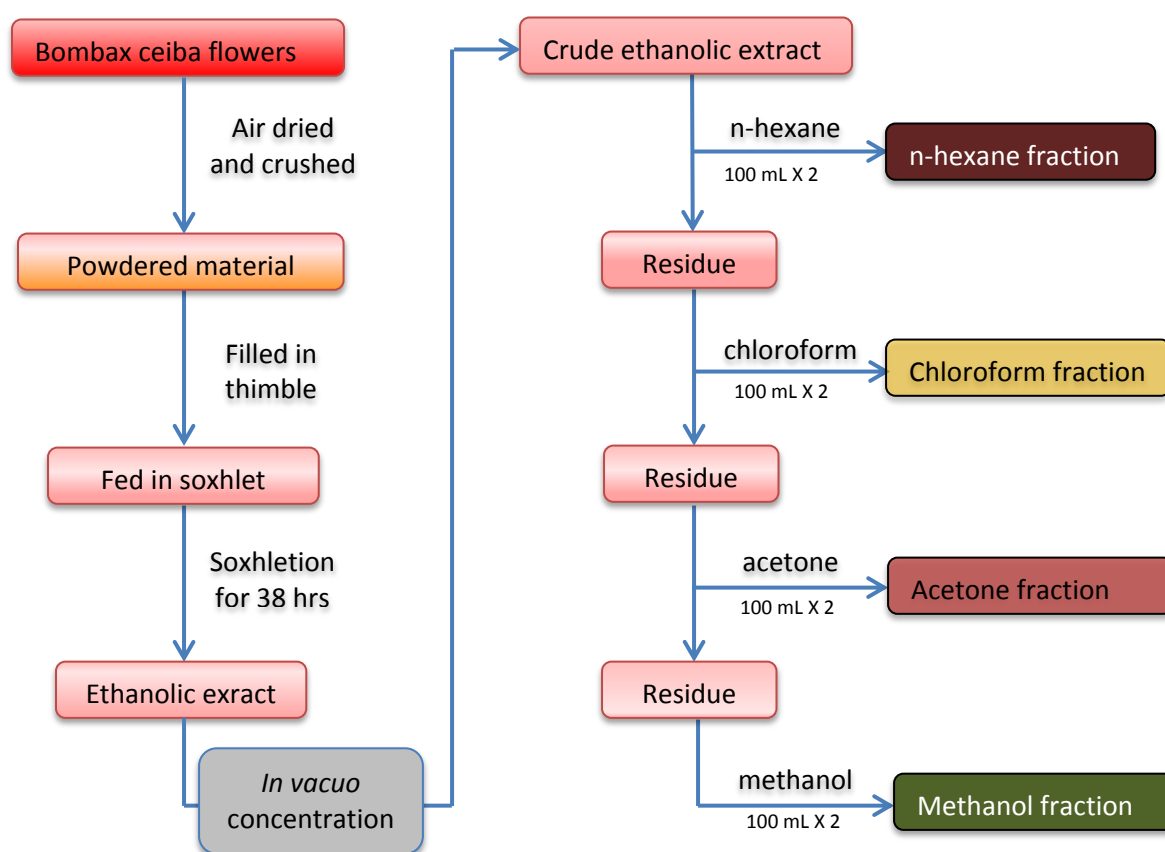 Bombax ceiba flowers
Air dried
and crushed
Powdered material
Filled in
thimble
Fed in soxhlet
Soxhletion
for 38 hrs
Ethanolic exract
In vacuo
concentration
Crude ethanolic extract
n-hexane
100 mL X 2
n-hexane fraction
Residue
chloroform
100 mL X 2
Chloroform fraction
Residue
acetone
100 mL X 2
Acetone fraction
Residue
methanol
100 mL X 2
Methanol fraction